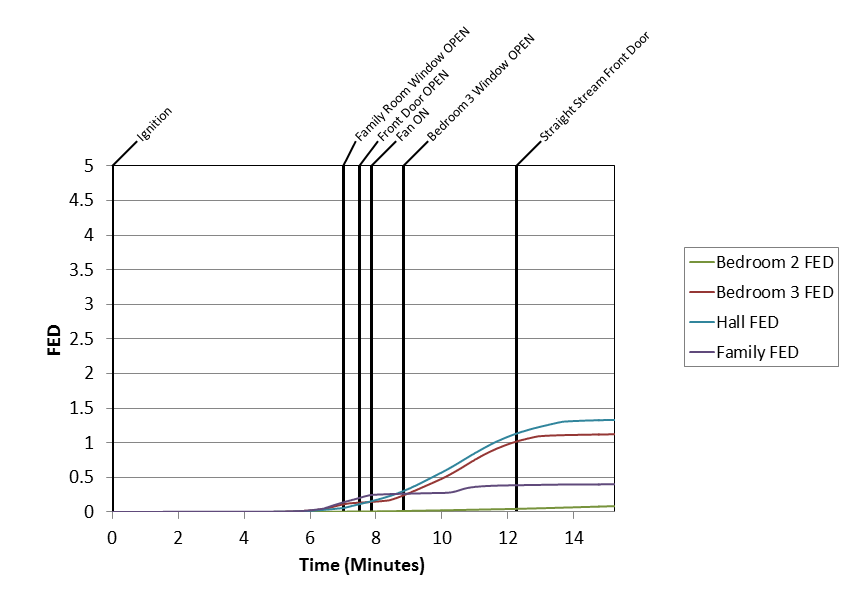 Ignition
Family Room Window OPEN
Front Door OPEN
Fan ON
Bedroom 3 Window OPEN
Straight Stream Front Door
5
4.5
4
3.5
3
2.5
2
1.5
1
0.5
0
FED
0 2 4 6 8 10 12 14
Time (Minutes)
Bedroom 2 FED
Bedroom 3 FED
Hall FED
Family FED